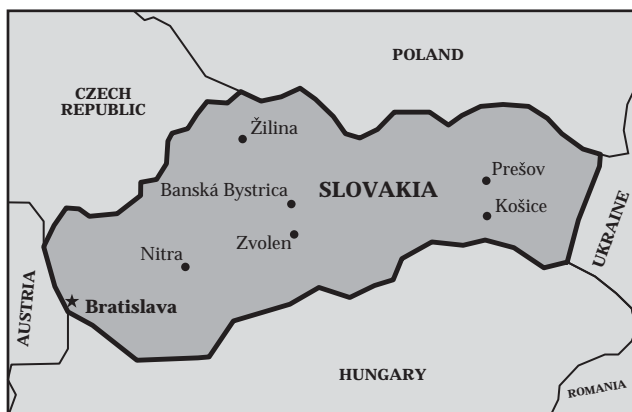 POLAND
CZECH
REPUBLIC
Žilina
Prešov
Banská Bystrica
SLOVAKIA
Košice
UKRAINE
Zvolen
Nitra
AUSTRIA
Bratislava
HUNGARY
ROMANIA